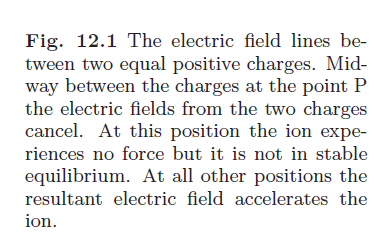 Fig. 12.1 The electric field lines be-
tween two equal positive charges. Mid-
way between the charges at the point P
the electric fields from the two charges
cancel. At this position the ion expe-
riences no force but it is not in stable
equilibrium. At all other positions the
resultant electric field accelerates the
ion.